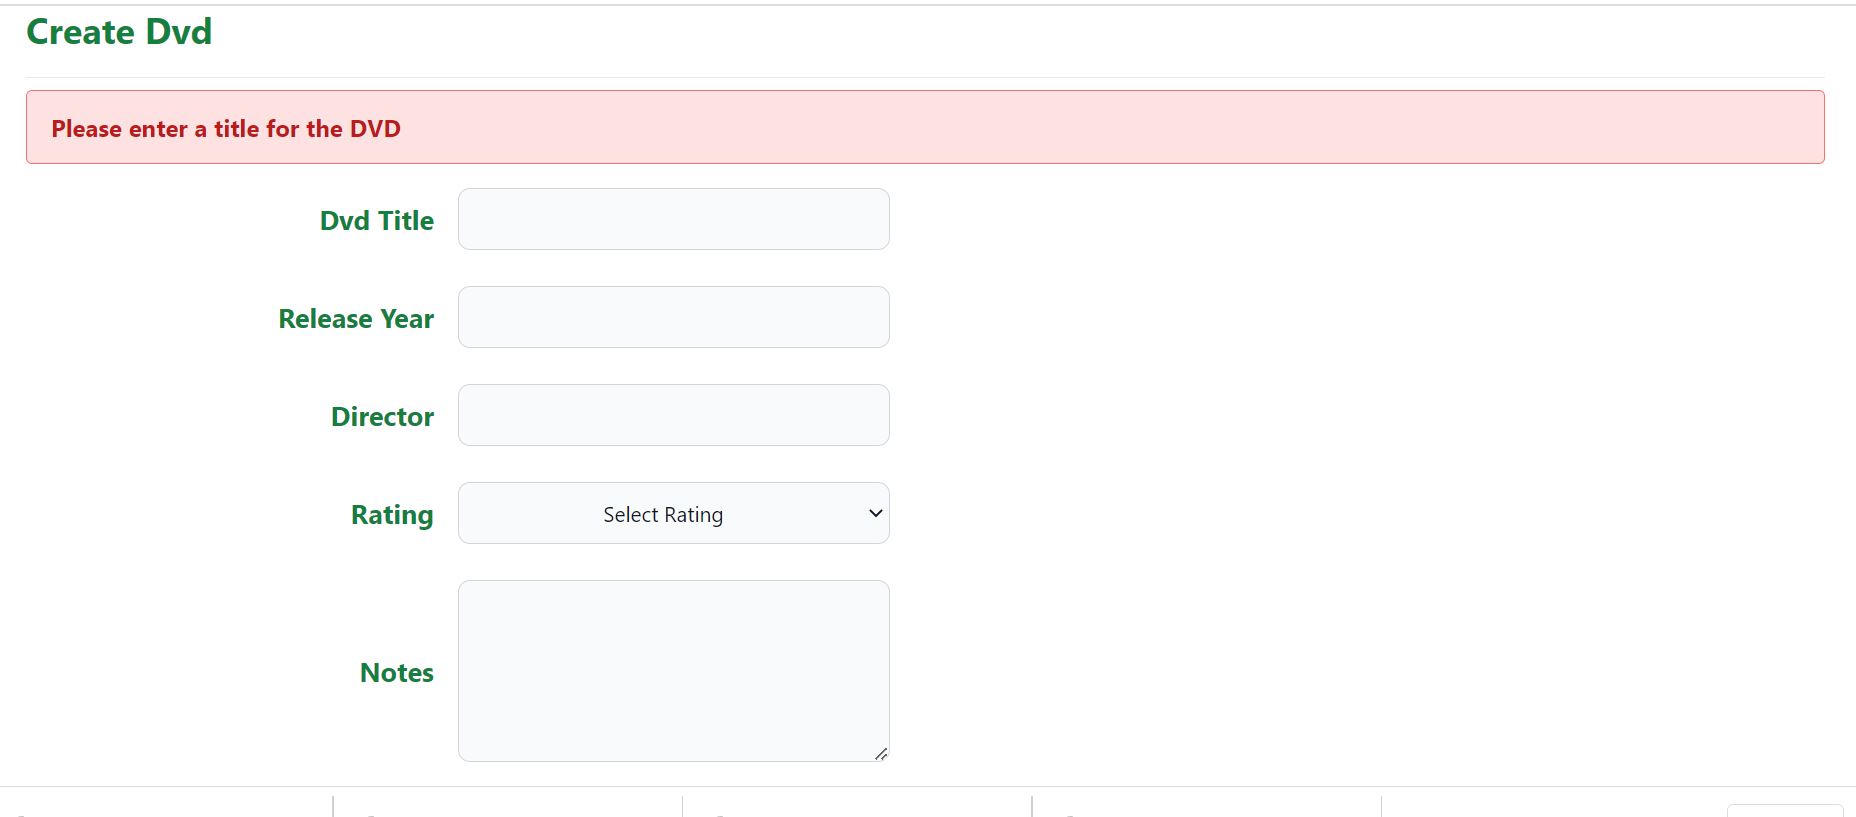 Create Dvd
Please enter a title for the DVD
Dvd Title
Release Year
Director
Rating
Select Rating
Notes